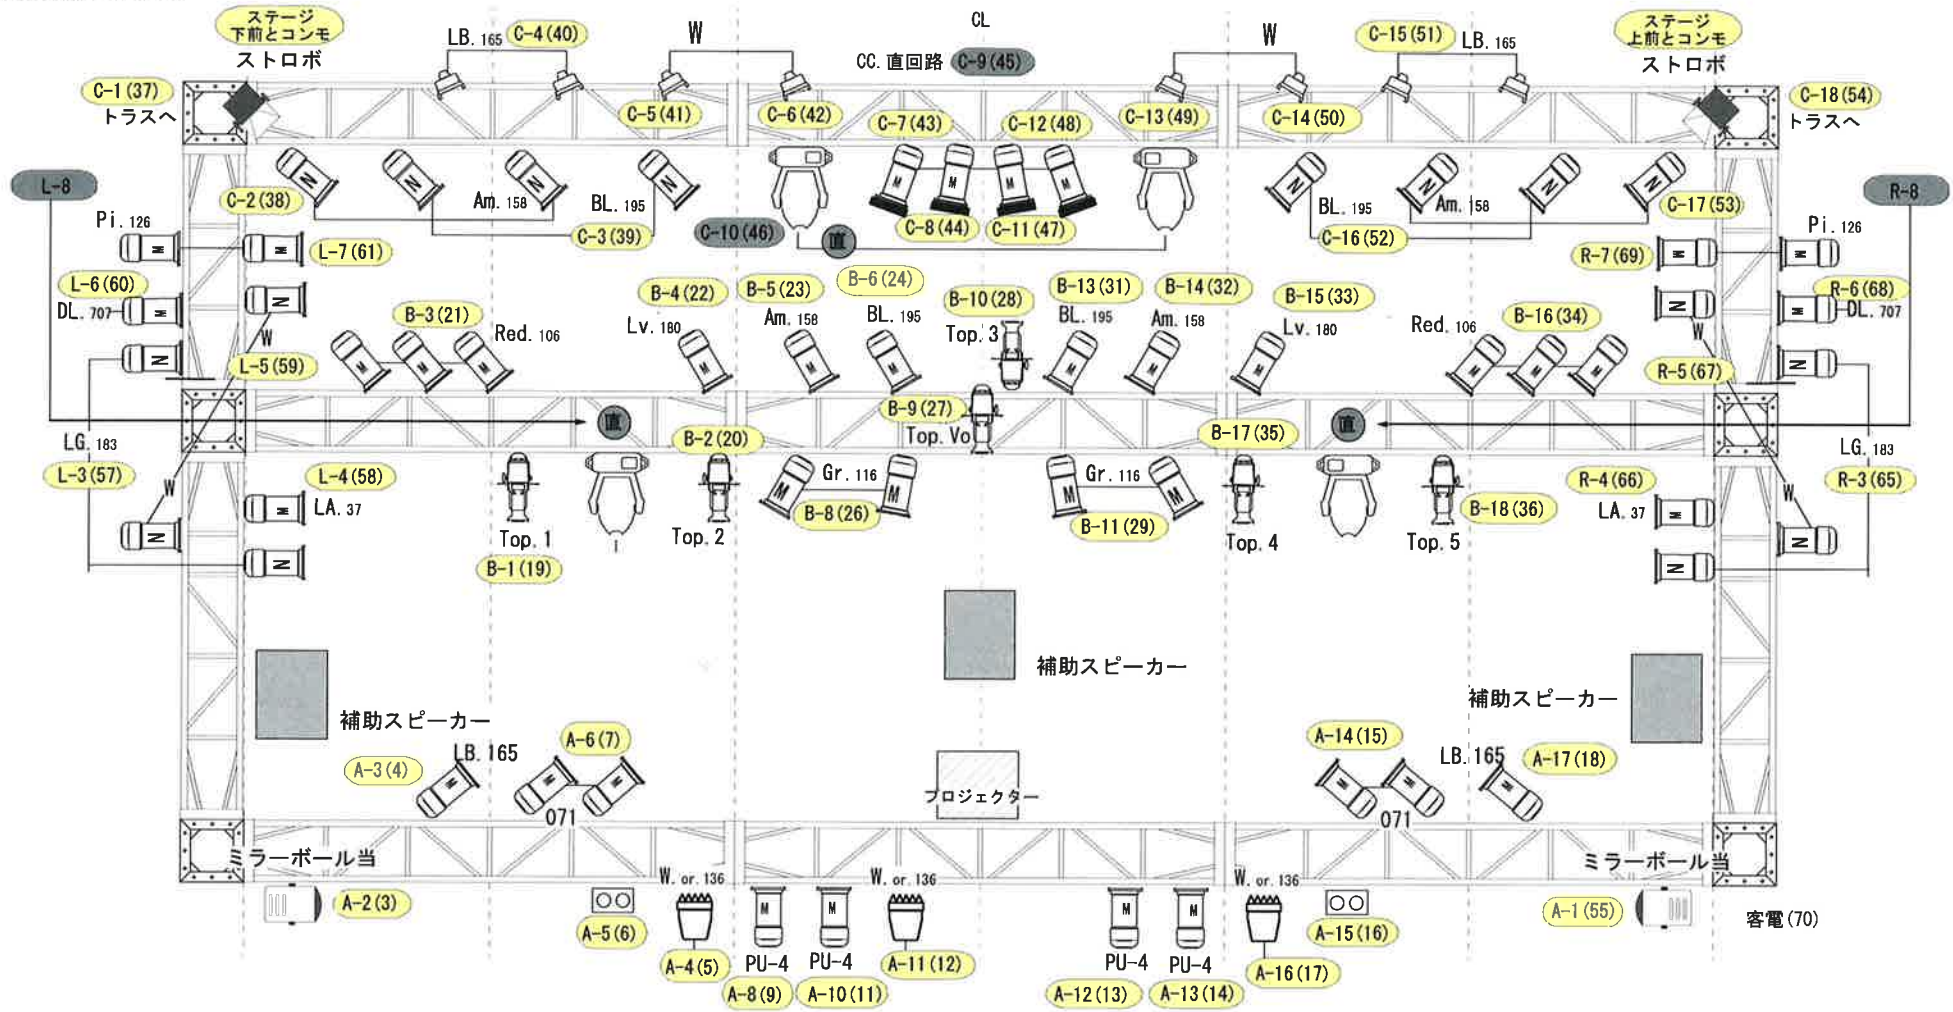 ステージ
下前とコンモ
ストロボ
LB. 165
C-4(40)
W
CL
CC. 直回路
C-9(45)
W
C-15(51)
LB. 165
ステージ
上前とコンモ
ストロボ
C-1(37)
トラスへ
C-5(41)
C-6(42)
C-7(43)
C-12(48)
C-13(49)
C-14(50)
C-18(54)
トラスへ
L-8
N
N
N
N
M
M
M
M
N
N
N
N
R-8
C-2(38)
Am. 158
BL. 195
C-3(39)
C-10(46)
直
C-8(44)
C-11(47)
BL. 195
C-16(52)
Am. 158
C-17(53)
Pi. 126
M
M
L-7(61)
R-7(69)
M
M
Pi. 126
L-6(60)
DL. 707
M
N
B-3(21)
Red. 106
B-4(22)
Lv. 180
B-5(23)
Am. 158
B-6(24)
BL. 195
B-10(28)
Top. 3
B-13(31)
BL. 195
B-14(32)
Am. 158
B-15(33)
Lv. 180
Red. 106
B-16(34)
N
M
R-6(68)
DL. 707
W
N
L-5(59)
M
M
M
M
M
M
M
M
M
M
M
M
R-5(67)
W
N
直
B-2(20)
B-9(27)
Top. Vo
B-17(35)
直
LG. 183
L-3(57)
W
N
L-4(58)
M
LA. 37
N
Top. 1
B-1(19)
Top. 2
M
Gr. 116
M
B-8(26)
M
Gr. 116
M
B-11(29)
Top. 4
Top. 5
B-18(36)
R-4(66)
LA. 37
M
N
W
N
LG. 183
R-3(65)
補助スピーカー
補助スピーカー
補助スピーカー
A-3(4)
LB. 165
M
A-6(7)
M
M
071
プロジェクター
A-14(15)
M
M
071
LB. 165
M
A-17(18)
ミラーボール当
ミラーボール当
A-2(3)
A-5(6)
W. or. 136
A-4(5)
M
PU-4
A-8(9)
M
PU-4
A-10(11)
W. or. 136
A-11(12)
M
PU-4
A-12(13)
M
PU-4
A-13(14)
W. or. 136
A-16(17)
A-15(16)
A-1(55)
客電(70)